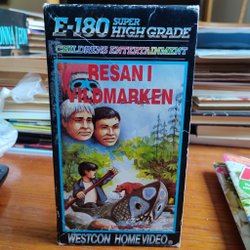 E-180 SUPER
HIGH GRADE
CHILDRENS ENTERTAINMENT
RESAN I
VILDMARKEN
WESTCON HOME VIDEO